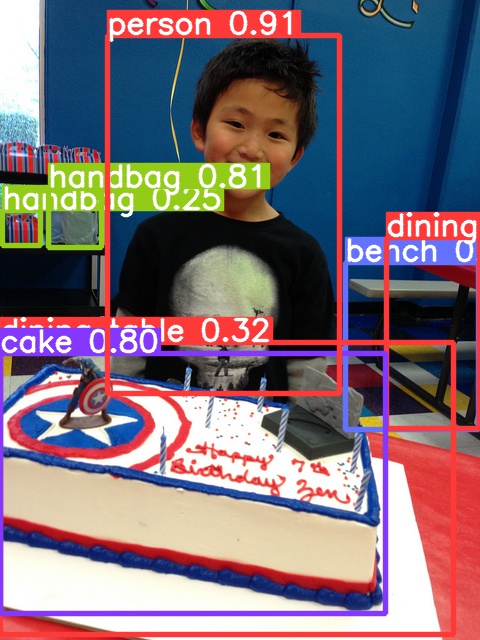 person 0.91
handbag 0.81
handbag 0.25
dining
bench 0.
dining table 0.32
cake 0.80
Happy 7th
Birthday Zen